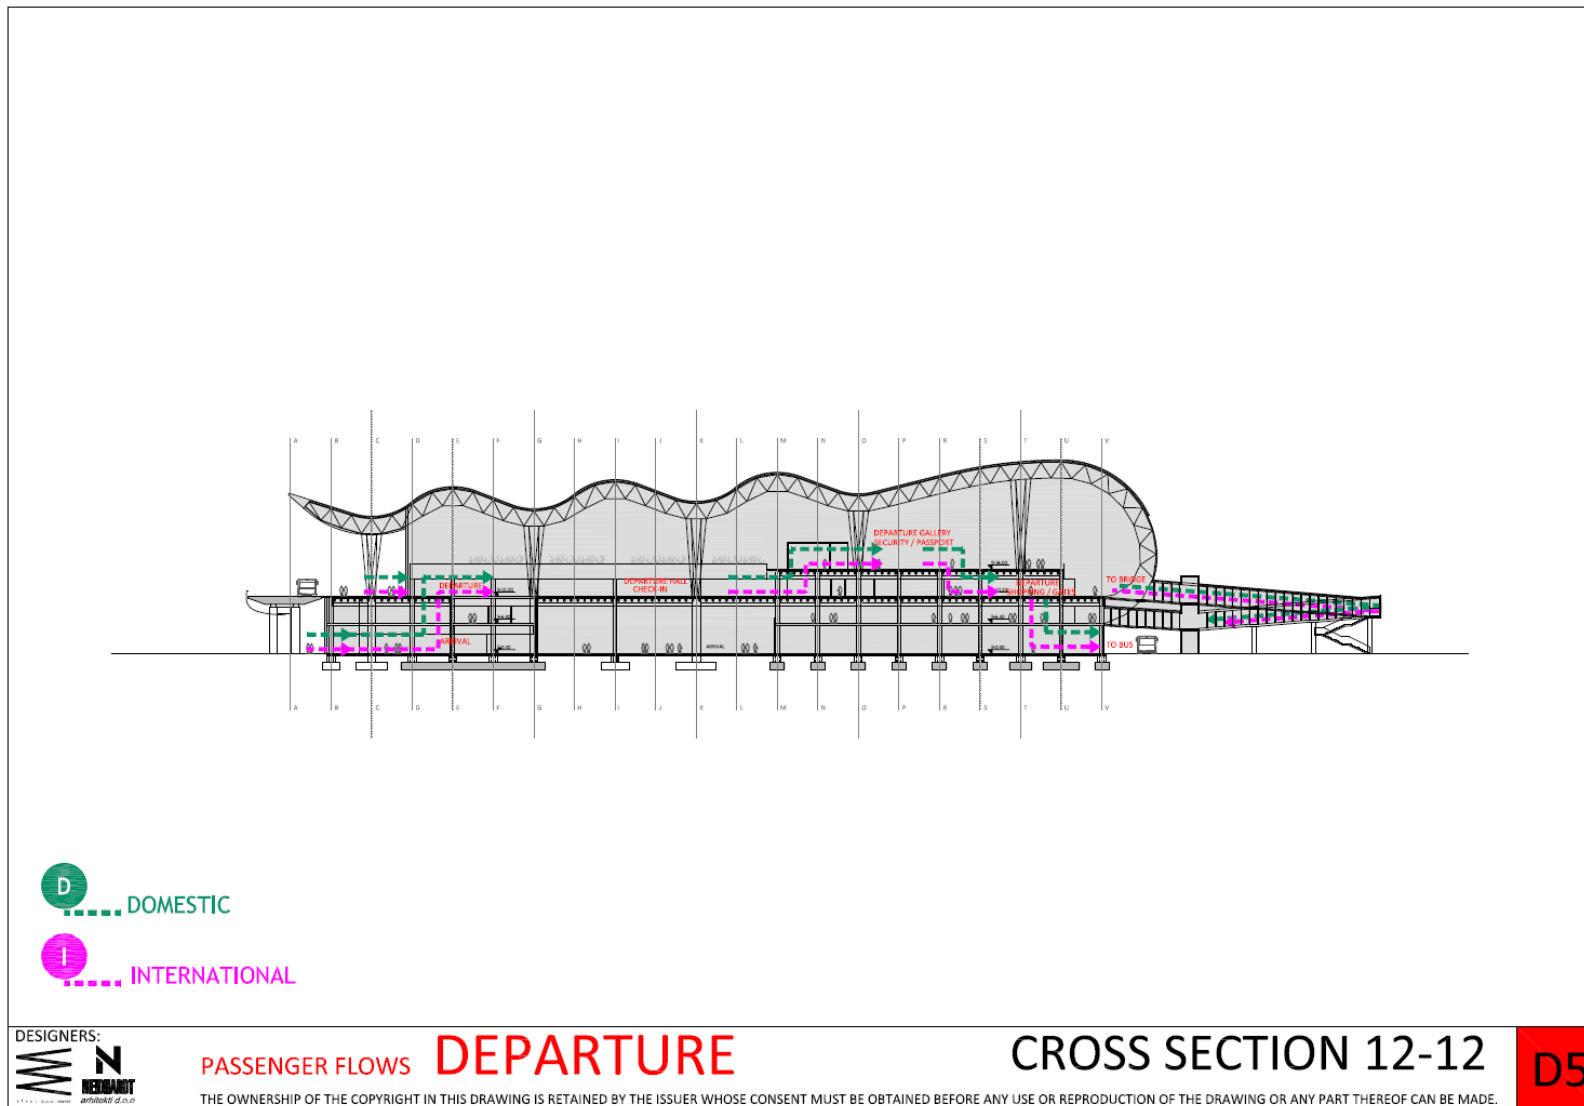 A B C D E F G H I J K L M N O P R S T U V
DEPARTURE GALLERY
SECURITY / PASSPORT
DEPARTURE
DEPARTURE HALL
CHECK-IN
DEPARTURE
SHOPPING / GATES
TO BRIDGE
ARRIVAL
ARRIVAL
TO BUS
A B C D E F G H I J K L M N O P R S T U V
D
DOMESTIC
I
INTERNATIONAL
DESIGNERS:
N
NEIDHARDT
arhitekti d.o.o
PASSENGER FLOWS DEPARTURE
CROSS SECTION 12-12
D5
THE OWNERSHIP OF THE COPYRIGHT IN THIS DRAWING IS RETAINED BY THE ISSUER WHOSE CONSENT MUST BE OBTAINED BEFORE ANY USE OR REPRODUCTION OF THE DRAWING OR ANY PART THEREOF CAN BE MADE.